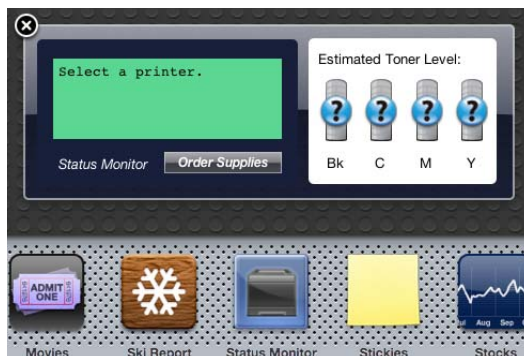 Select a printer.
Status Monitor
Order Supplies
Estimated Toner Level:
? ? ? ?
Bk C M Y
ADMIT
ONE
Aug Sep
Movies Ski Report Status Monitor Stickies Stocks